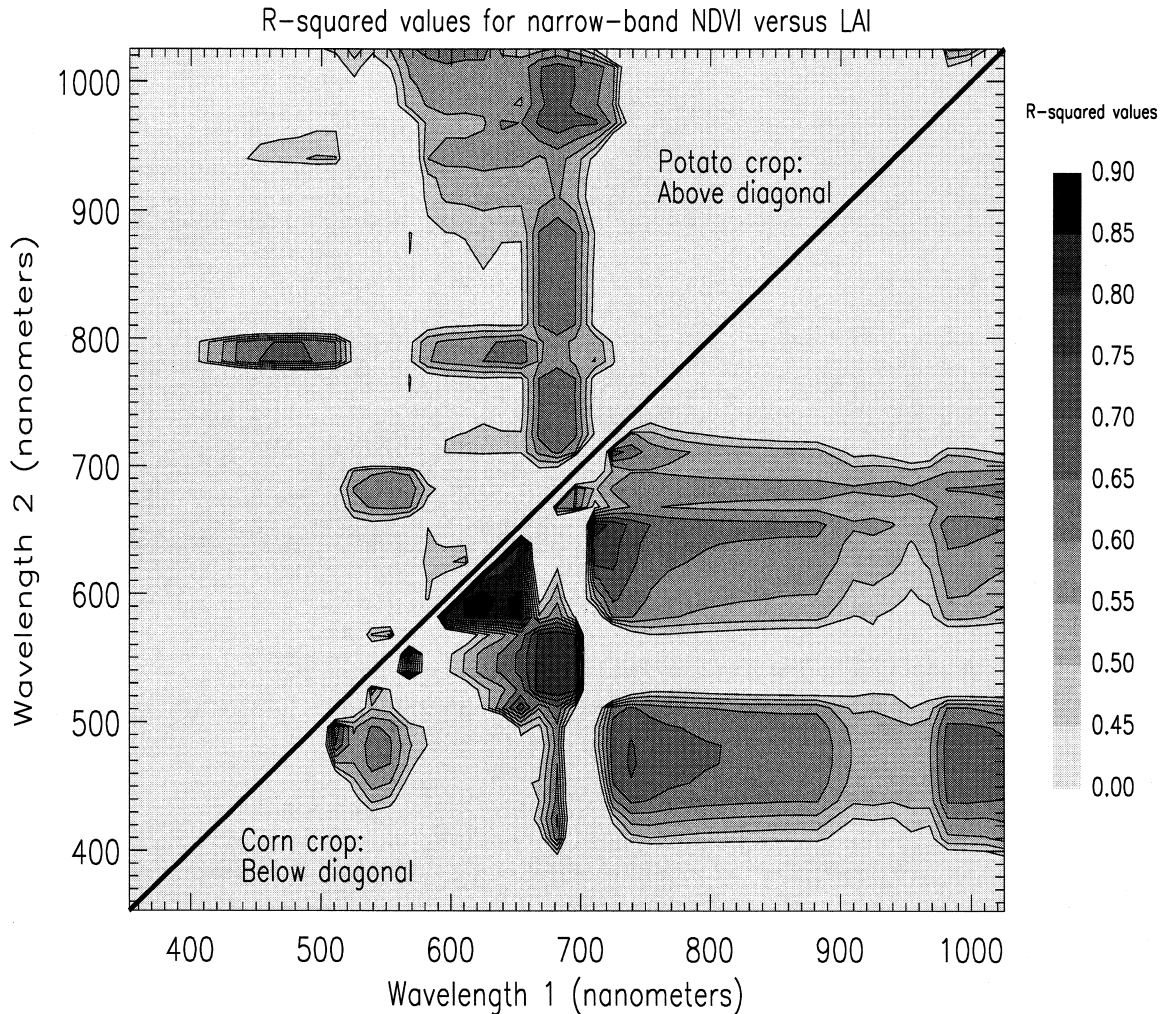 R-squared values for narrow-band NDVI versus LAI
R-squared values
Potato crop:
Above diagonal
Corn crop:
Below diagonal
Wavelength 2 (nanometers)
1000
900
800
700
600
500
400
400 500 600 700 800 900 1000
Wavelength 1 (nanometers)
0.90
0.85
0.80
0.75
0.70
0.65
0.60
0.55
0.50
0.45
0.00